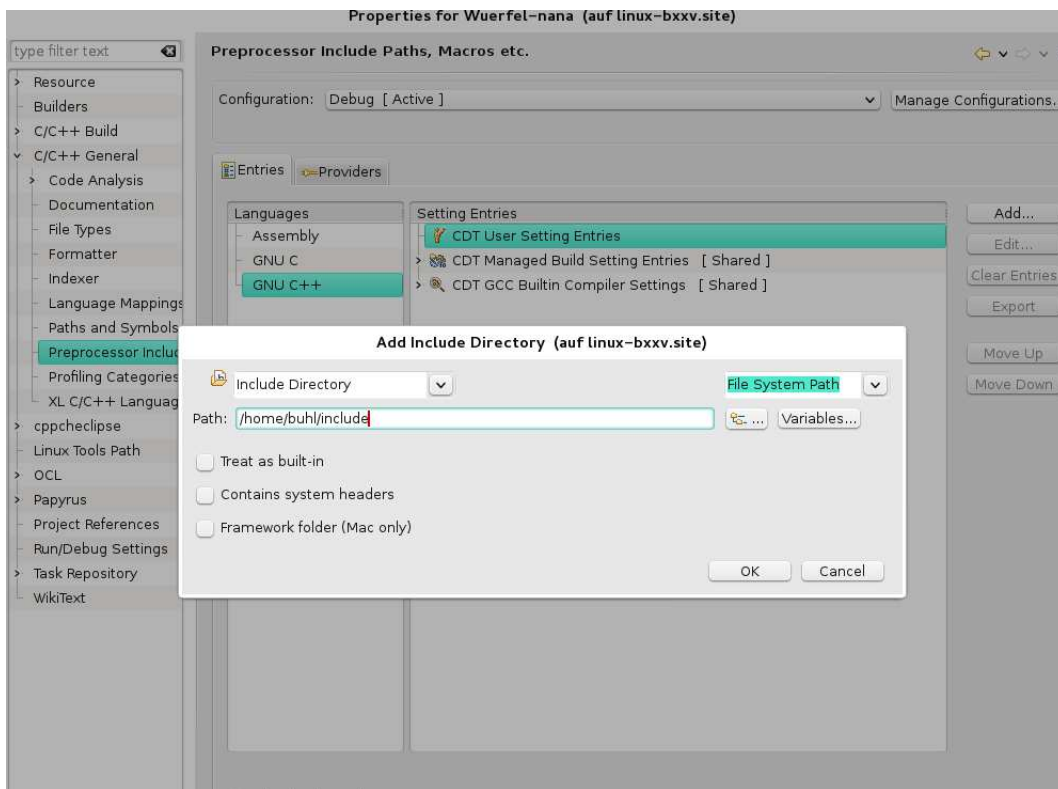 Properties for Wuerfel-nana (auf linux-bxxv.site)
type filter text
Resource
Builders
C/C++ Build
C/C++ General
Code Analysis
Documentation
File Types
Formatter
Indexer
Language Mappings
Paths and Symbols
Preprocessor Includ
Profiling Categories
XL C/C++ Languag
cppcheclipse
Linux Tools Path
OCL
Papyrus
Project References
Run/Debug Settings
Task Repository
WikiText
Preprocessor Include Paths, Macros etc.
Configuration: Debug [ Active ]
Manage Configurations.
Entries
Providers
Languages
Assembly
GNU C
GNU C++
Setting Entries
CDT User Setting Entries
CDT Managed Build Setting Entries [ Shared ]
CDT GCC Builtin Compiler Settings [ Shared ]
Add...
Edit...
Clear Entries
Export
Move Up
Move Down
Add Include Directory (auf linux-bxxv.site)
Include Directory
File System Path
Path: /home/buhl/include
...
Variables...
Treat as built-in
Contains system headers
Framework folder (Mac only)
OK
Cancel